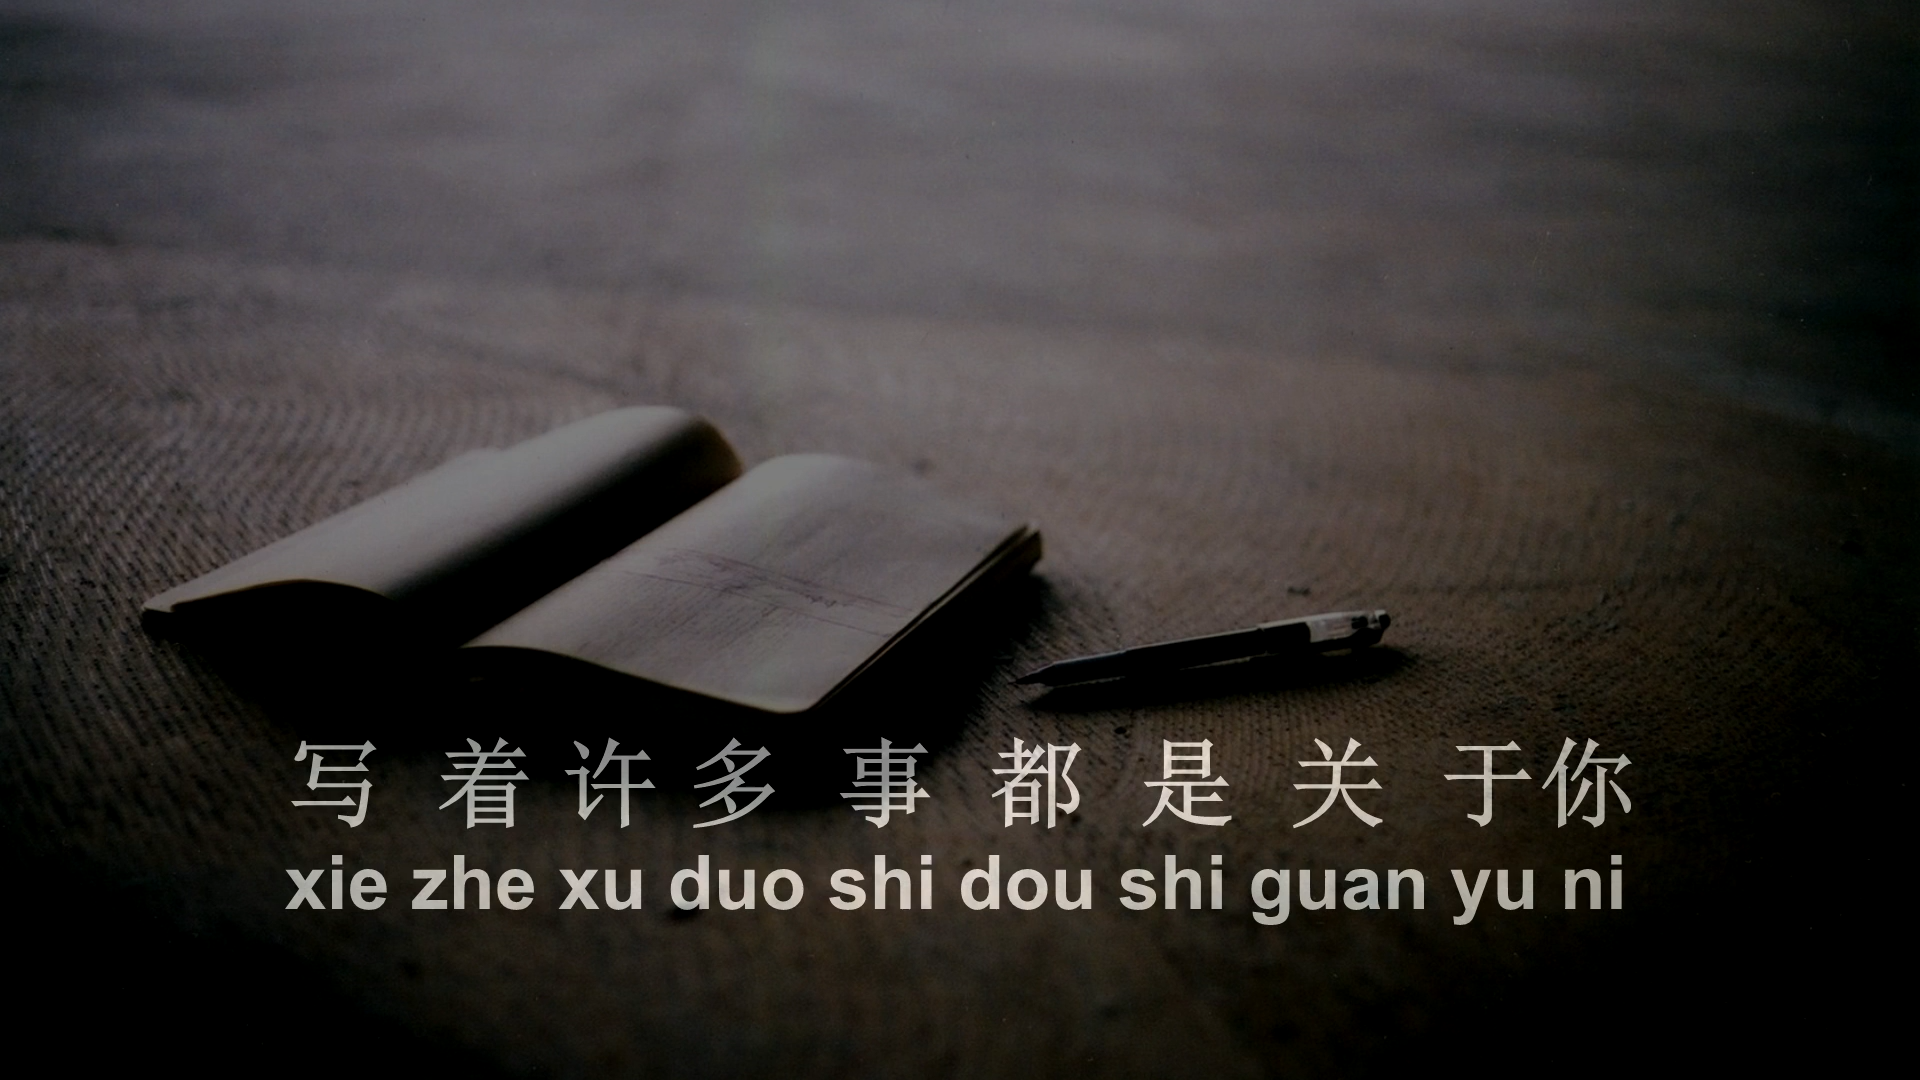 写 着 许 多 事 都 是 关 于 你
xie zhe xu duo shi dou shi guan yu ni